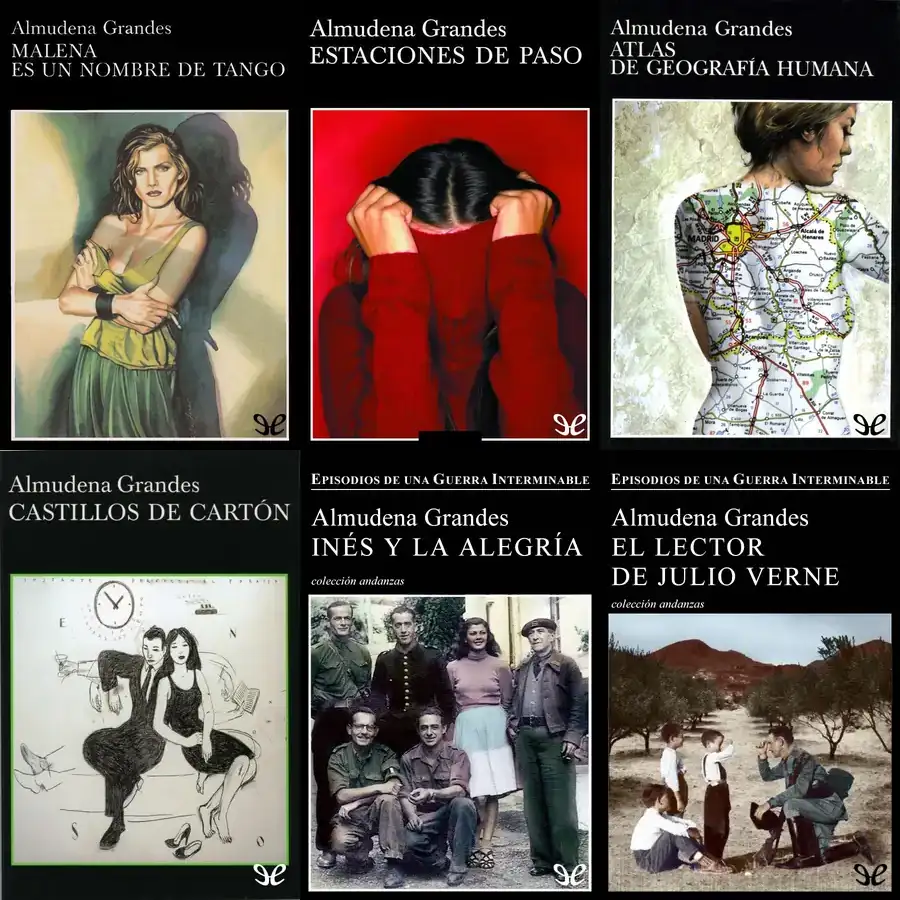 Almudena Grandes
MALENA
ES UN NOMBRE DE TANGO
Almudena Grandes
ESTACIONES DE PASO
Almudena Grandes
ATLAS
DE GEOGRAFÍA HUMANA
MADRID
Alcalá de
Henares
Almudena Grandes
CASTILLOS DE CARTÓN
E N
S O
EPISODIOS DE UNA GUERRA INTERMINABLE
Almudena Grandes
INÉS Y LA ALEGRÍA
colección andanzas
EPISODIOS DE UNA GUERRA INTERMINABLE
Almudena Grandes
EL LECTOR
DE JULIO VERNE
colección andanzas